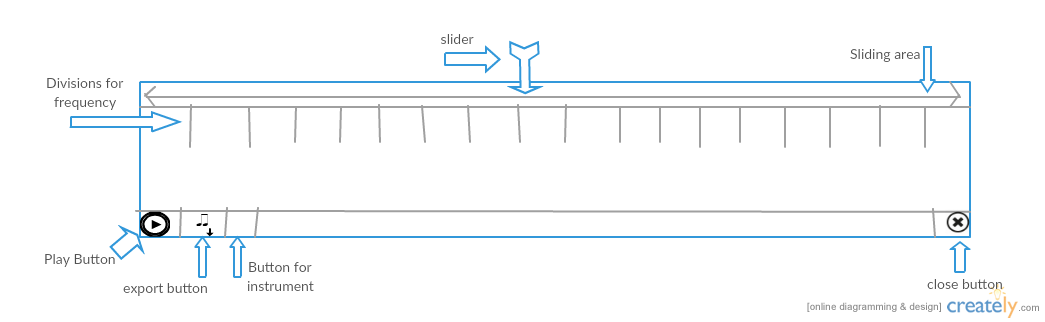 slider
Sliding area
Divisions for
frequency
Play Button
export button
Button for
instrument
close button
[online diagramming & design] creately.com